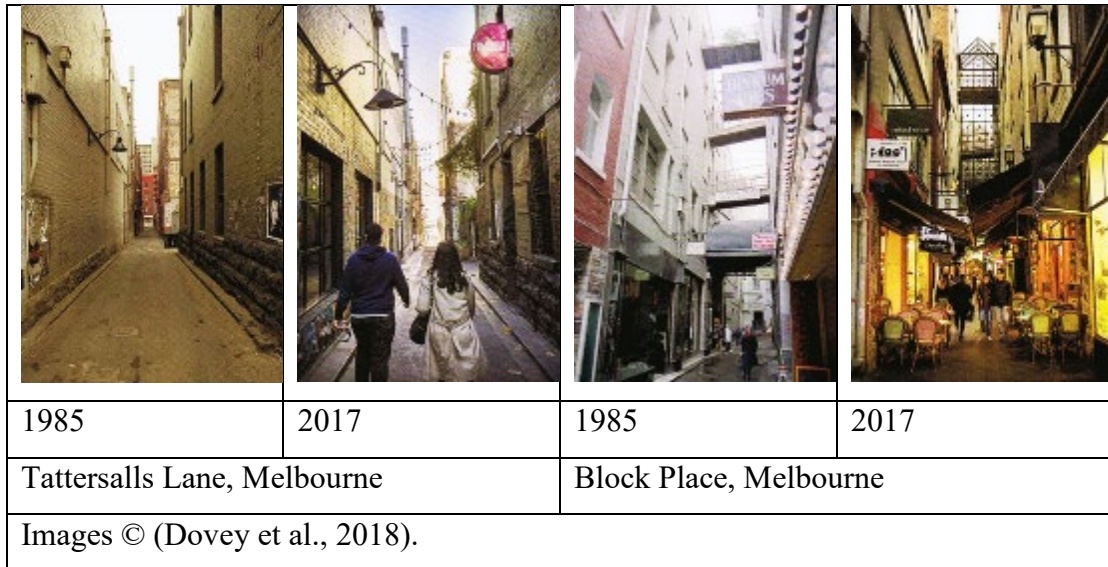 1985
2017
1985
2017
Tattersalls Lane, Melbourne
Block Place, Melbourne
Images © (Dovey et al., 2018).